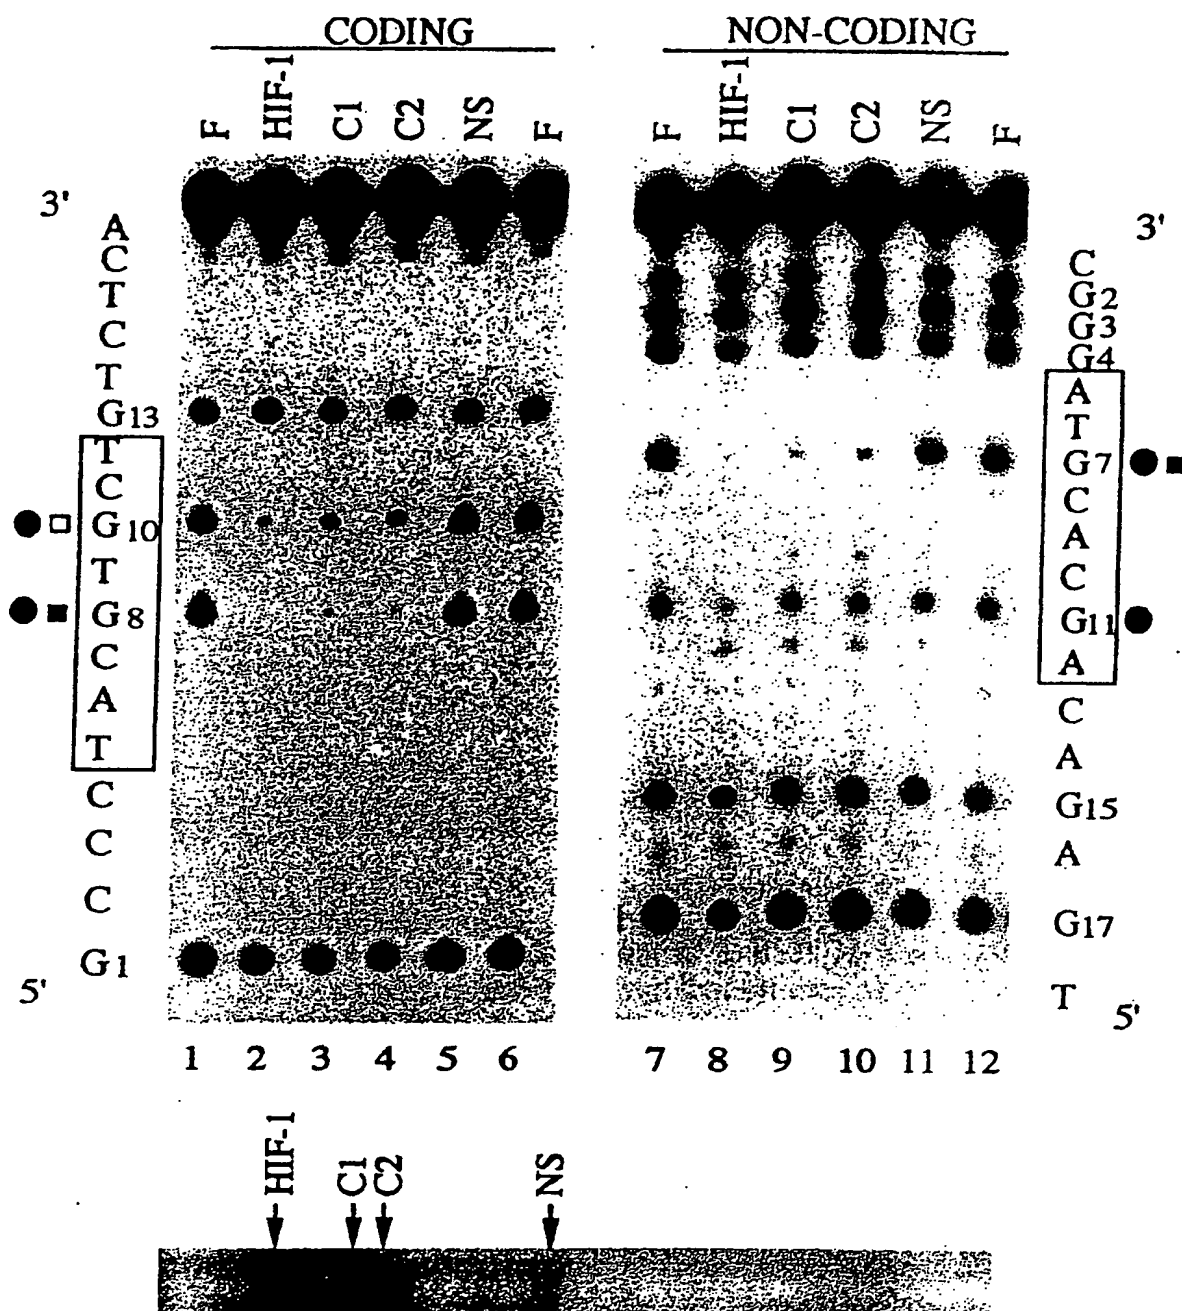 CODING
NON-CODING
F HIF-1 C1 C2 NS F
F HIF-1 C1 C2 NS F
3'
A
C
T
C
T
G13
T
C
G10
T
G8
C
A
T
C
C
C
G1
5'
3'
C
G2
G3
G4
A
T
G7
C
A
C
G11
A
C
A
G15
A
G17
T
5'
1 2 3 4 5 6
7 8 9 10 11 12
HIF-1 C1 C2 NS